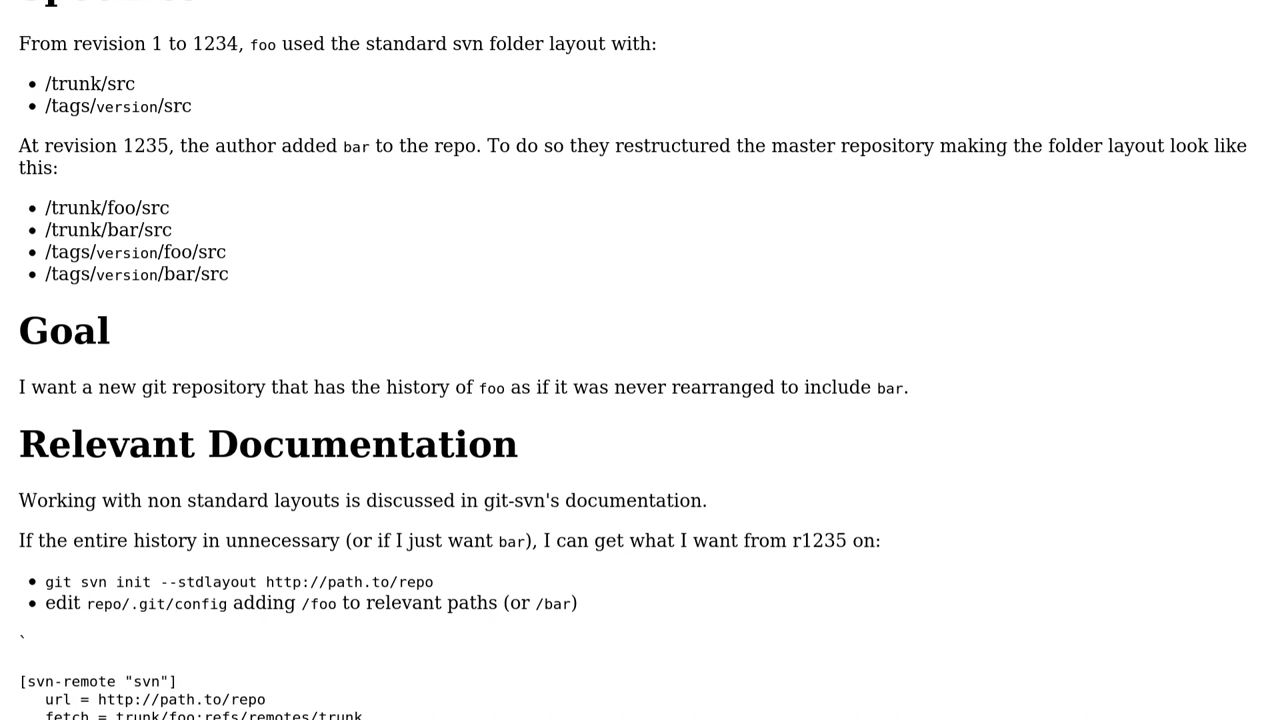 From revision 1 to 1234, foo used the standard svn folder layout with:
• /trunk/src
• /tags/version/src
At revision 1235, the author added bar to the repo. To do so they restructured the master repository making the folder layout look like
this:
• /trunk/foo/src
• /trunk/bar/src
• /tags/version/foo/src
• /tags/version/bar/src
Goal
I want a new git repository that has the history of foo as if it was never rearranged to include bar.
Relevant Documentation
Working with non standard layouts is discussed in git-svn's documentation.
If the entire history in unnecessary (or if I just want bar), I can get what I want from r1235 on:
• git svn init --stdlayout http://path.to/repo
• edit repo/.git/config adding /foo to relevant paths (or /bar)
`
[svn-remote "svn"]
url = http://path.to/repo
fetch = trunk/foo:refs/remotes/trunk